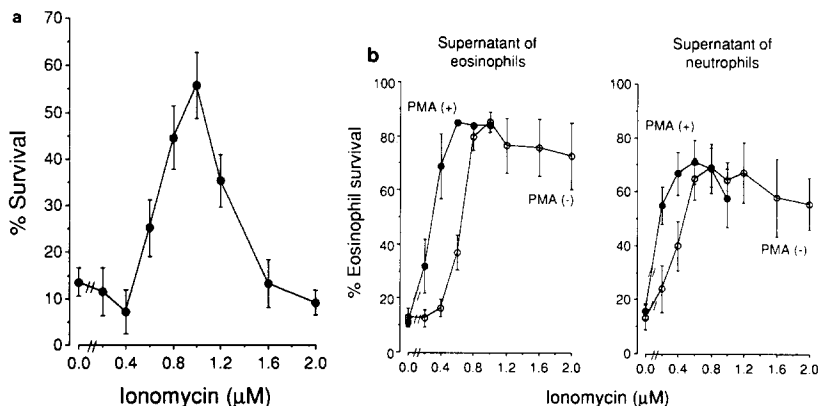 a
% Survival
70
60
50
40
30
20
10
0
0.0 0.4 0.8 1.2 1.6 2.0
Ionomycin (μM)
b
Supernatant of
eosinophils
% Eosinophil survival
100
80
60
40
20
0
PMA (+)
PMA (-)
0.0 0.4 0.8 1.2 1.6 2.0
Supernatant of
neutrophils
100
80
60
40
20
0
PMA (+)
PMA (-)
0.0 0.4 0.8 1.2 1.6 2.0
Ionomycin (μM)